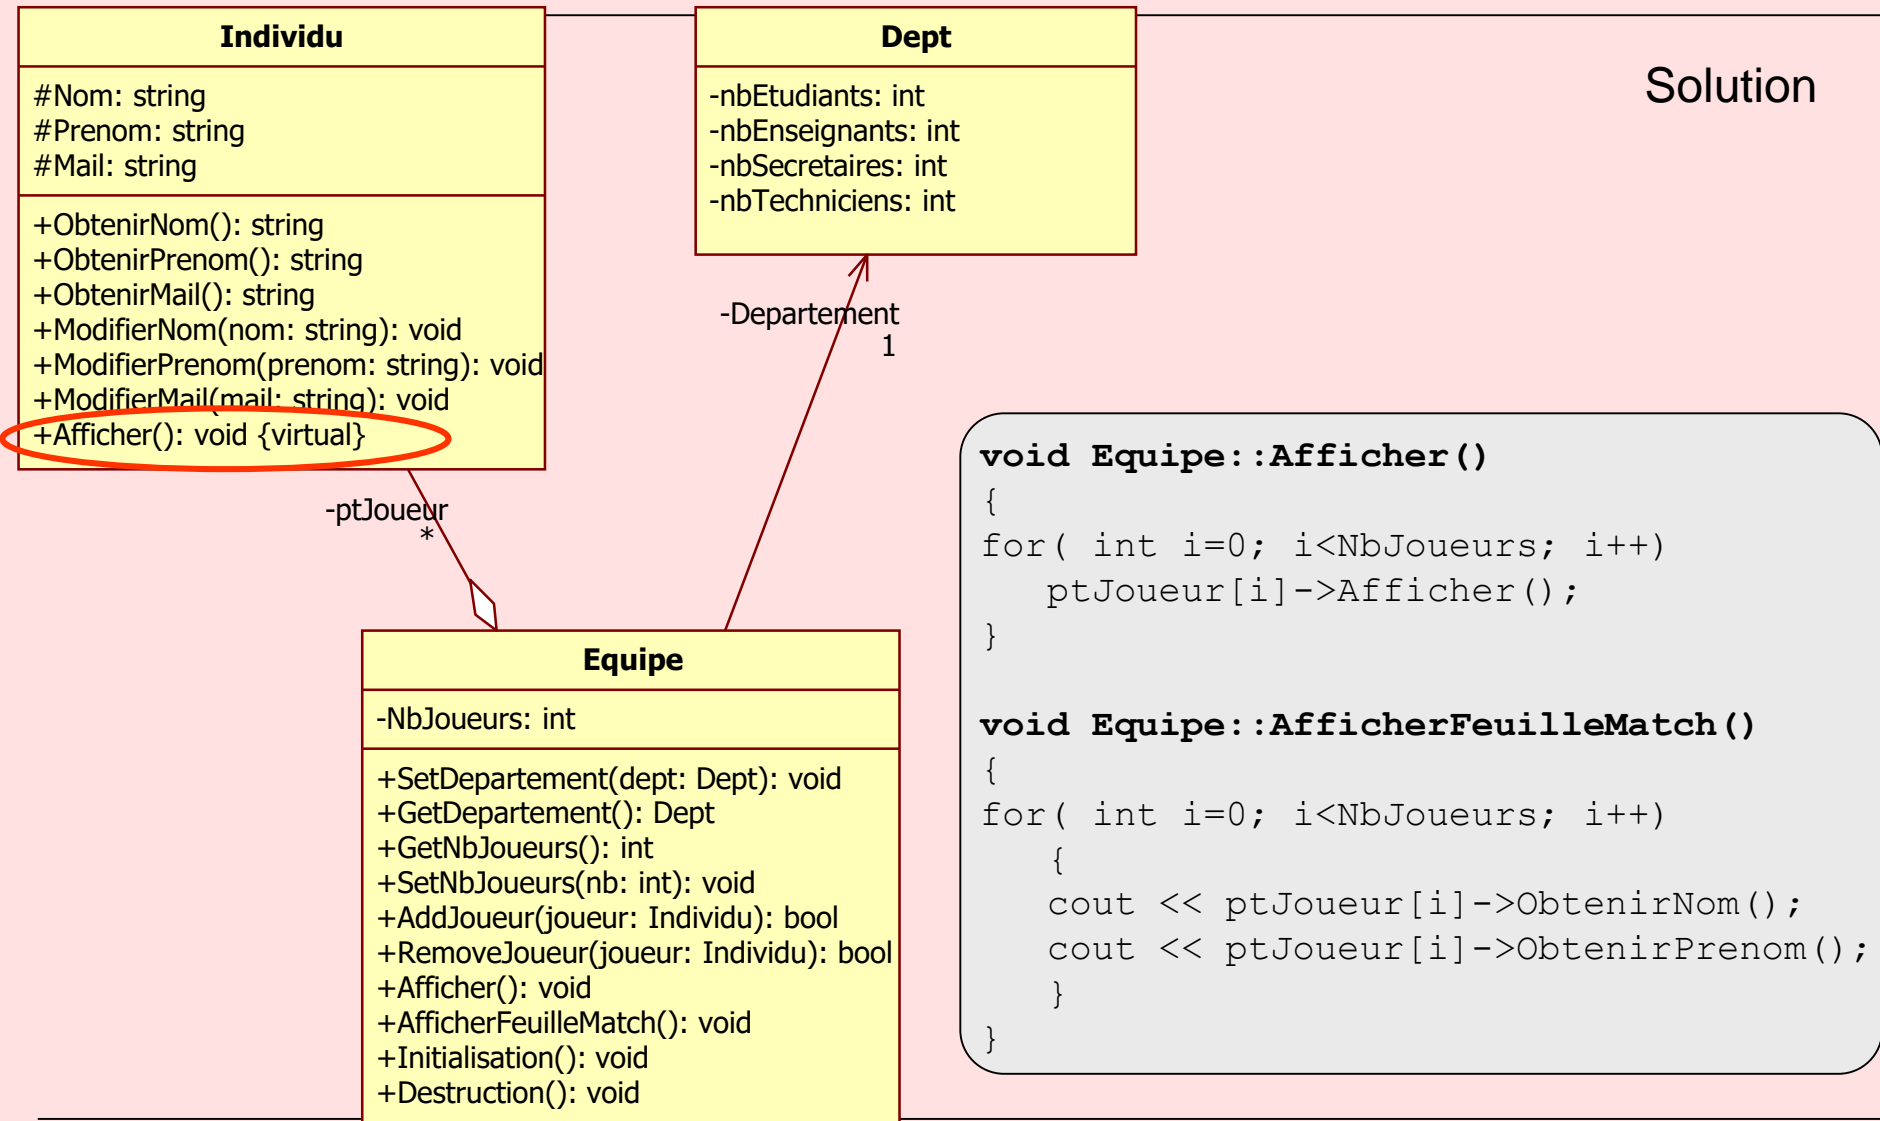 Individu
#Nom: string
#Prenom: string
#Mail: string
+ObtenirNom(): string
+ObtenirPrenom(): string
+ObtenirMail(): string
+ModifierNom(nom: string): void
+ModifierPrenom(prenom: string): void
+ModifierMail(mail: string): void
+Afficher(): void {virtual}
Dept
-nbEtudiants: int
-nbEnseignants: int
-nbSecretaires: int
-nbTechniciens: int
Solution
-Departement
1
-ptJoueur
*
Equipe
-NbJoueurs: int
+SetDepartement(dept: Dept): void
+GetDepartement(): Dept
+GetNbJoueurs(): int
+SetNbJoueurs(nb: int): void
+AddJoueur(joueur: Individu): bool
+RemoveJoueur(joueur: Individu): bool
+Afficher(): void
+AfficherFeuilleMatch(): void
+Initialisation(): void
+Destruction(): void
void Equipe::Afficher()
{
for( int i=0; i<NbJoueurs; i++)
ptJoueur[i]->Afficher();
}
void Equipe::AfficherFeuilleMatch()
{
for( int i=0; i<NbJoueurs; i++)
{
cout << ptJoueur[i]->ObtenirNom();
cout << ptJoueur[i]->ObtenirPrenom();
}
}